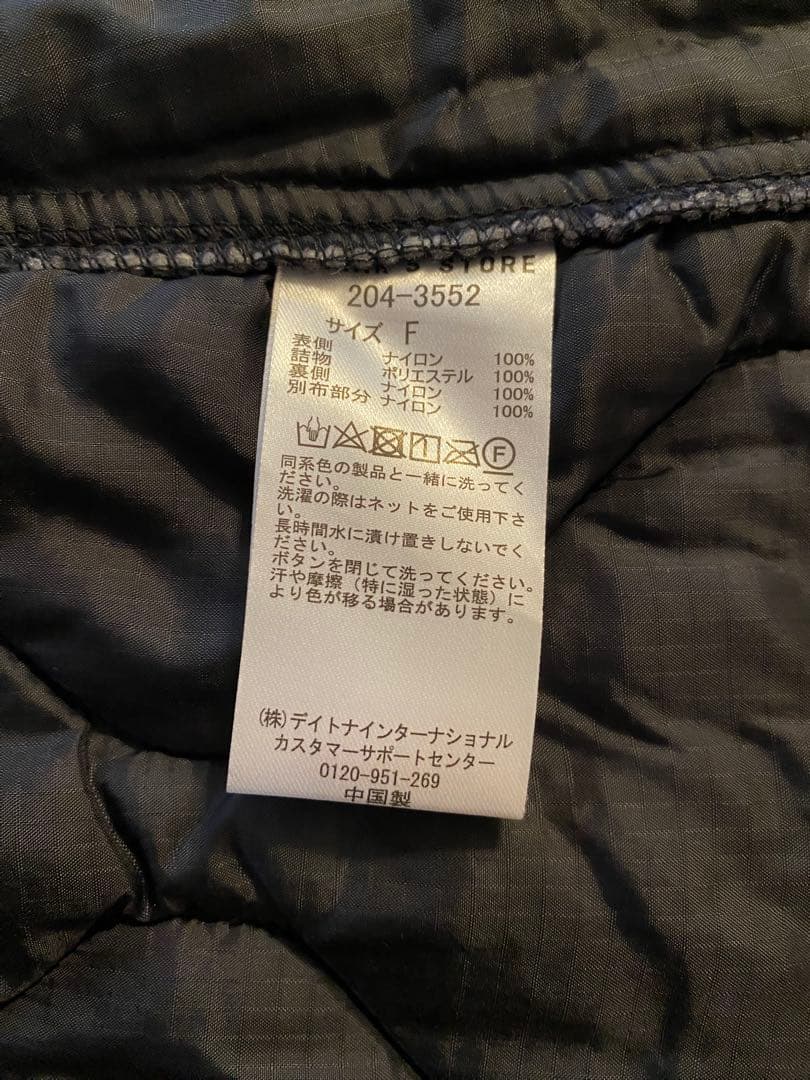 STORE
204-3552
サイズ F
表側 ナイロン 100%
詰物 ポリエステル 100%
裏側 ナイロン 100%
別布部分 ナイロン 100%
F
同系色の製品と一緒に洗ってく
ださい。
洗濯の際はネットをご使用下さ
い。
長時間水に漬け置きしないでく
ださい。
ボタンを閉じて洗ってください。
汗や摩擦（特に湿った状態）に
より色が移る場合があります。
(株)デイトナインターナショナル
カスタマーサポートセンター
0120-951-269
中国製